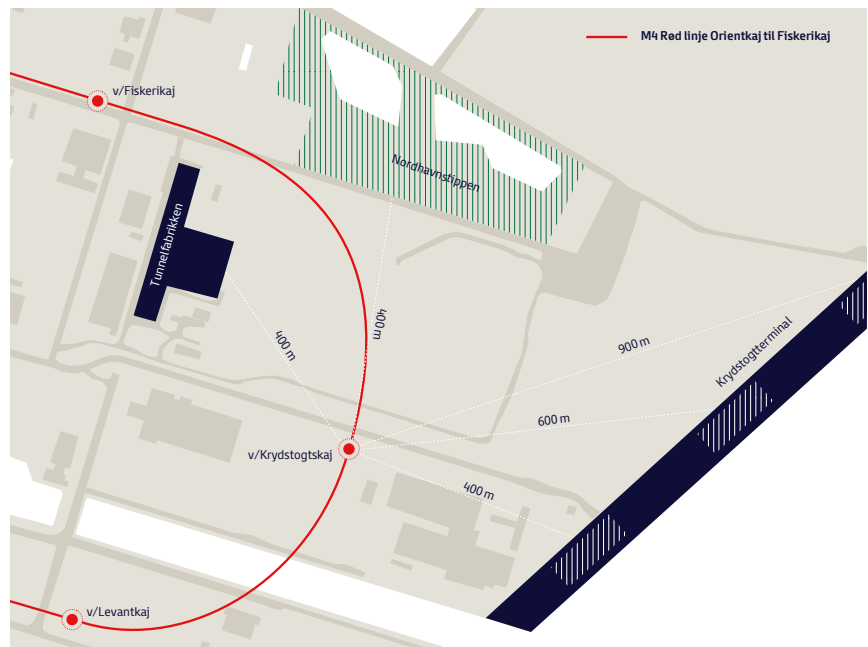 M4 Rød linje Orientkaj til Fiskerikaj
v/Fiskerikaj
Nordhavnstippen
Tunnelfabrikken
400 m
400 m
900 m
Krydstogtterminal
600 m
v/Krydstogtskaj
400 m
v/Levantkaj